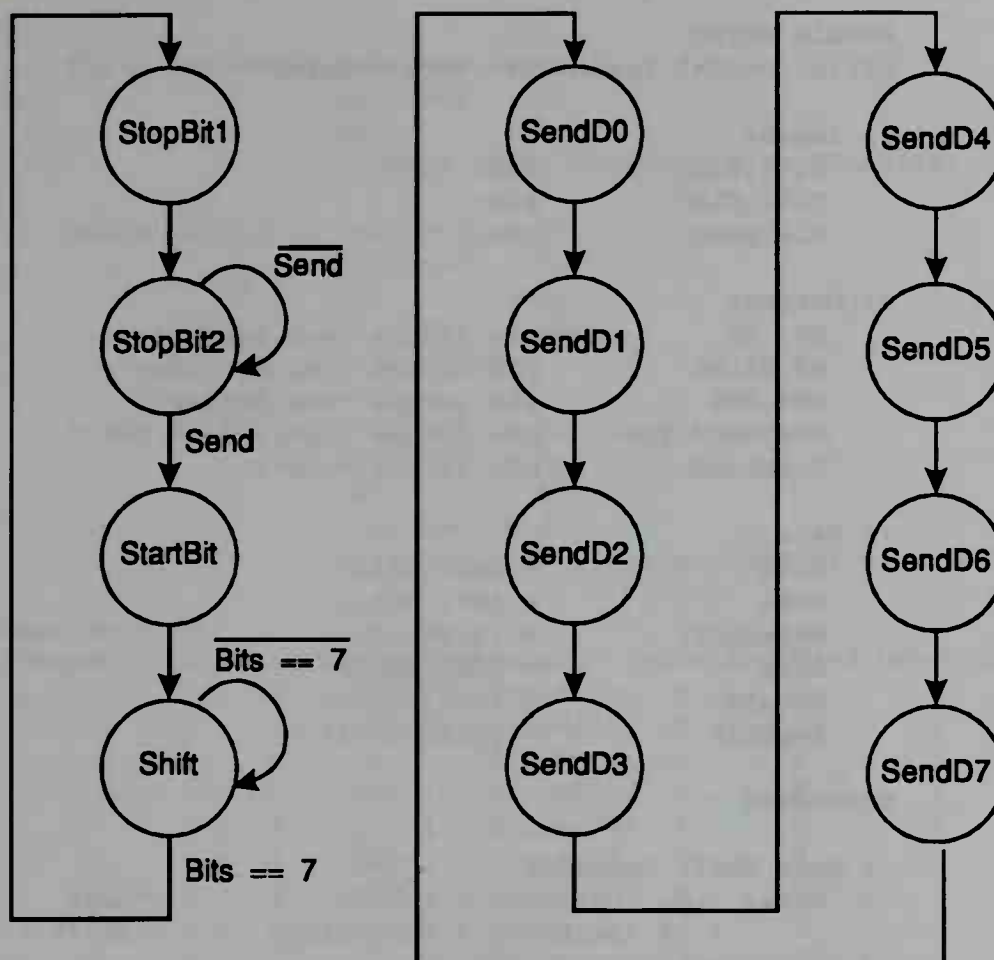 StopBit1
Send
StopBit2
Send
StartBit
Bits == 7
Shift
Bits == 7
SendD0
SendD1
SendD2
SendD3
SendD4
SendD5
SendD6
SendD7